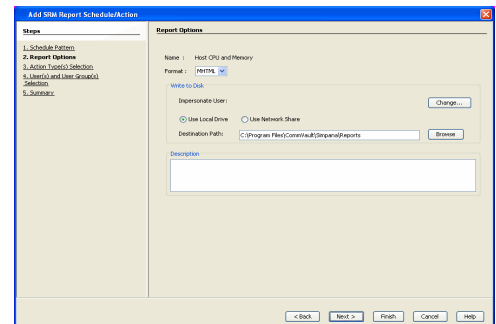 Add SRM Report Schedule/Action
Steps
1. Schedule Pattern
2. Report Options
3. Action Type(s) Selection
4. User(s) and User Group(s)
Selection
5. Summary
Report Options
Name : Host CPU and Memory
Format : MHTML
Write to Disk
Impersonate User:
Change...
Use Local Drive Use Network Share
Destination Path: C:\Program Files\CommVault\Simpana\Reports Browse
Description
< Back Next > Finish Cancel Help